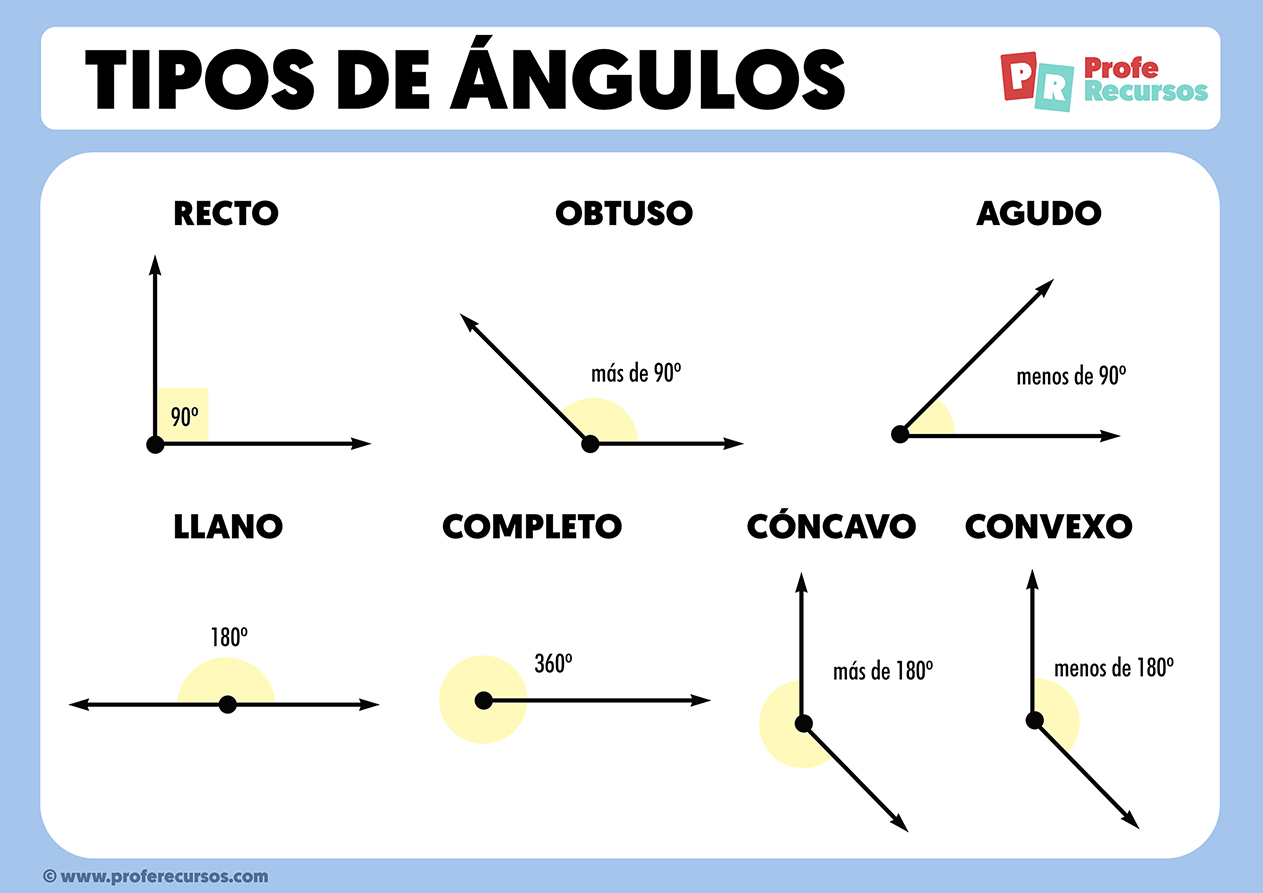 TIPOS DE ÁNGULOS
PR
Profe
Recursos
RECTO
OBTUSO
AGUDO
90º
más de 90º
menos de 90º
LLANO
COMPLETO
CÓNCAVO
CONVEXO
180º
360º
más de 180º
menos de 180º
© www.proferecursos.com